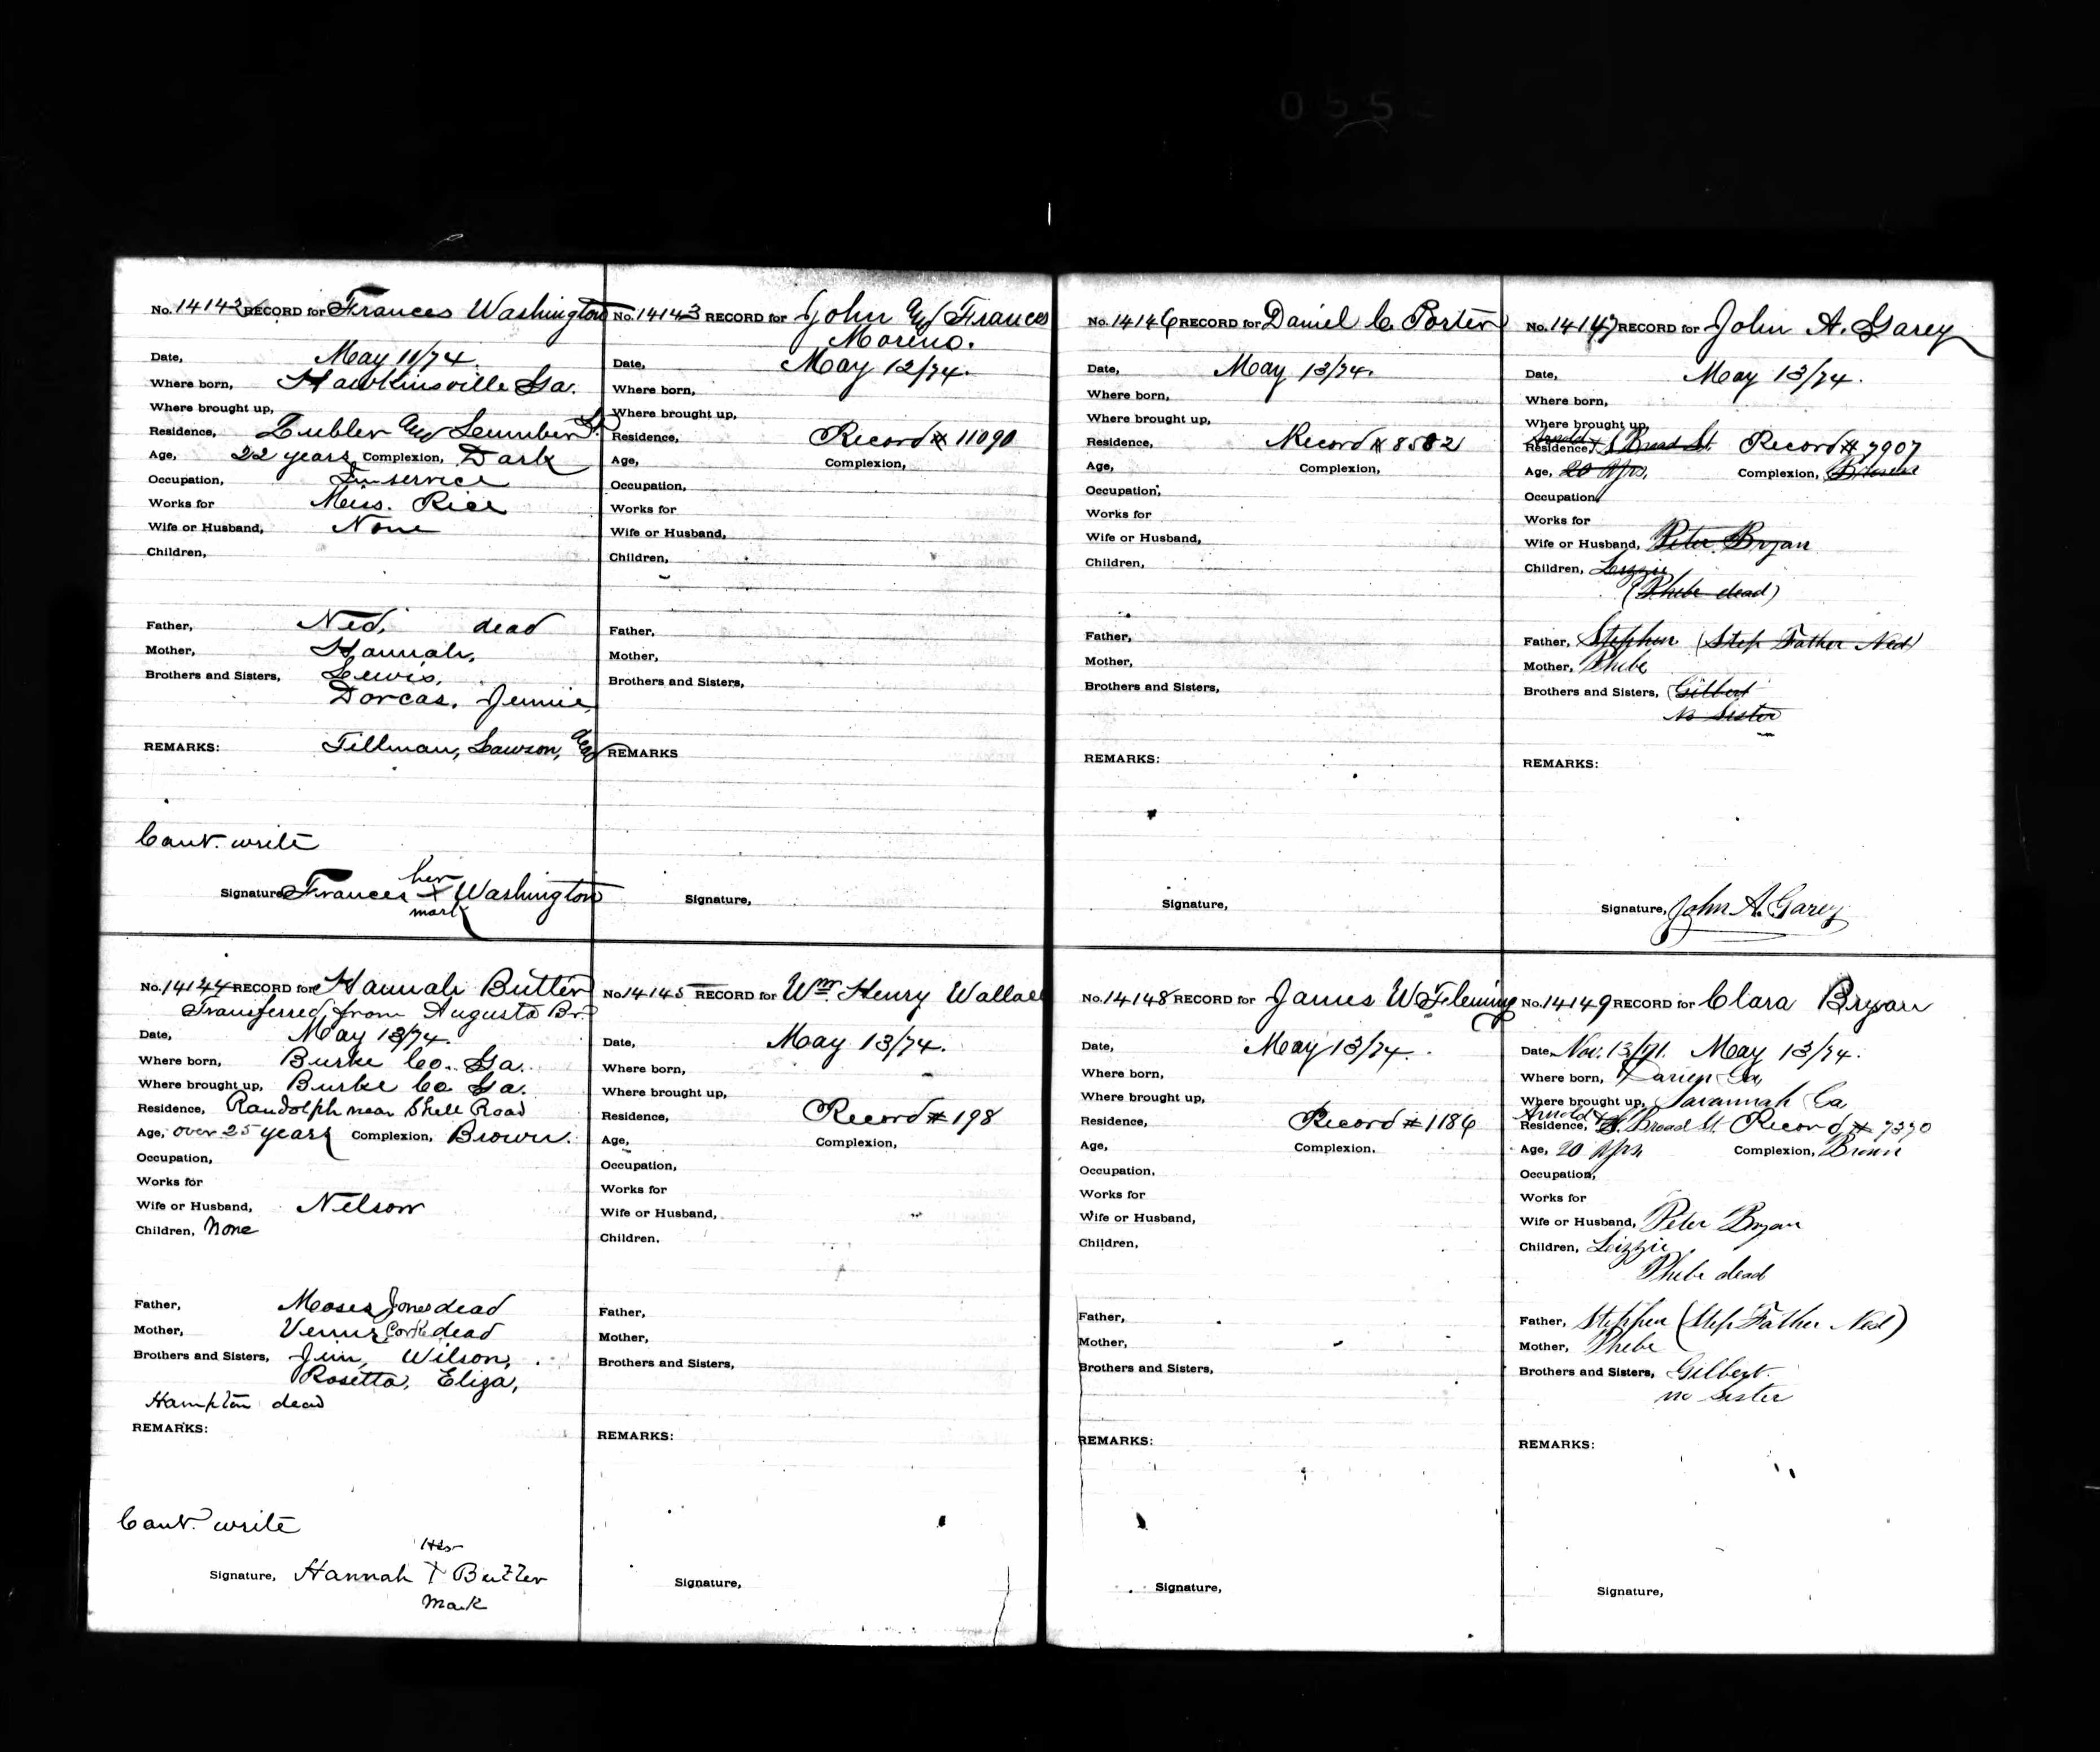 No. 14142 RECORD for Frances Washington
Date, May 11/74
Where born, Hawkinsville Ga.
Where brought up,
Residence,
Age, 22 years Complexion, Dark
Occupation, In service
Works for Rice
Wife or Husband, None
Children,
Father, Ned, dead
Mother, Hannah,
Brothers and Sisters, Lewis,
Dorcas, Jennie,
REMARKS: Tillman, Lawson,
Cant. write
her
Signature Frances X Washington
mark
No. 14143 RECORD for John & Frances
Moreno.
Date, May 12/74.
Where born,
Where brought up,
Residence, Record # 11090
Age, Complexion,
Occupation,
Works for
Wife or Husband,
Children,
Father,
Mother,
Brothers and Sisters,
REMARKS
Signature,
No. 14144 RECORD for Hannah Butler
Transferred from Augusta Br.
Date, May 13/74.
Where born, Burke Co. Ga.
Where brought up, Burke Co Ga.
Residence, Randolph near Shell Road
Age, over 25 years Complexion, Brown.
Occupation,
Works for
Wife or Husband, Nelson
Children, None
Father, Moses Jones dead
Mother, Venus dead
Brothers and Sisters, Jim, Wilson,
Rosetta, Eliza,
Hampton dead
REMARKS:
Cant. write
Her
Signature, Hannah X Butler
Mark
No. 14145 RECORD for Wm. Henry Wallace
Date, May 13/74.
Where born,
Where brought up,
Residence, Record # 198
Age, Complexion,
Occupation,
Works for
Wife or Husband,
Children.
Father,
Mother,
Brothers and Sisters,
REMARKS:
Signature,
No. 14146 RECORD for Daniel C. Porter
Date, May 13/74.
Where born,
Where brought up,
Residence, Record # 8582
Age, Complexion,
Occupation,
Works for
Wife or Husband,
Children,
Father,
Mother,
Brothers and Sisters,
REMARKS:
Signature,
No. 14147 RECORD for John A. Garey
Date, May 13/74.
Where born,
Where brought up,
Arnold
Residence, & S Broad St. Record # 7907
Age, 20 Yrs, Complexion, Brown
Occupation,
Works for
Wife or Husband, Peter Bryan
Children, Lizzie
(Phebe dead)
Father, Stephen (Step Father Ned)
Mother, Phebe
Brothers and Sisters, Gilbert
No Sister
REMARKS:
Signature, John A. Garey
No. 14148 RECORD for James W Fleming
Date, May 13/74.
Where born,
Where brought up,
Residence, Record # 1186
Age, Complexion.
Occupation.
Works for
Wife or Husband,
Children,
Father,
Mother,
Brothers and Sisters,
REMARKS:
Signature,
No. 14149 RECORD for Clara Bryan
Date, Nov. 13/71. May 13/74.
Where born, Darien Ga,
Where brought up, Savannah Ga
Arnold
Residence, & S. Broad St. Record # 7370
Age, 20 Yrs, Complexion, Brown
Occupation,
Works for
Wife or Husband, Peter Bryan
Children, Lizzie,
Phebe dead
Father, Stephen (Step Father Ned)
Mother, Phebe
Brothers and Sisters, Gilbert.
no Sister
REMARKS:
Signature,